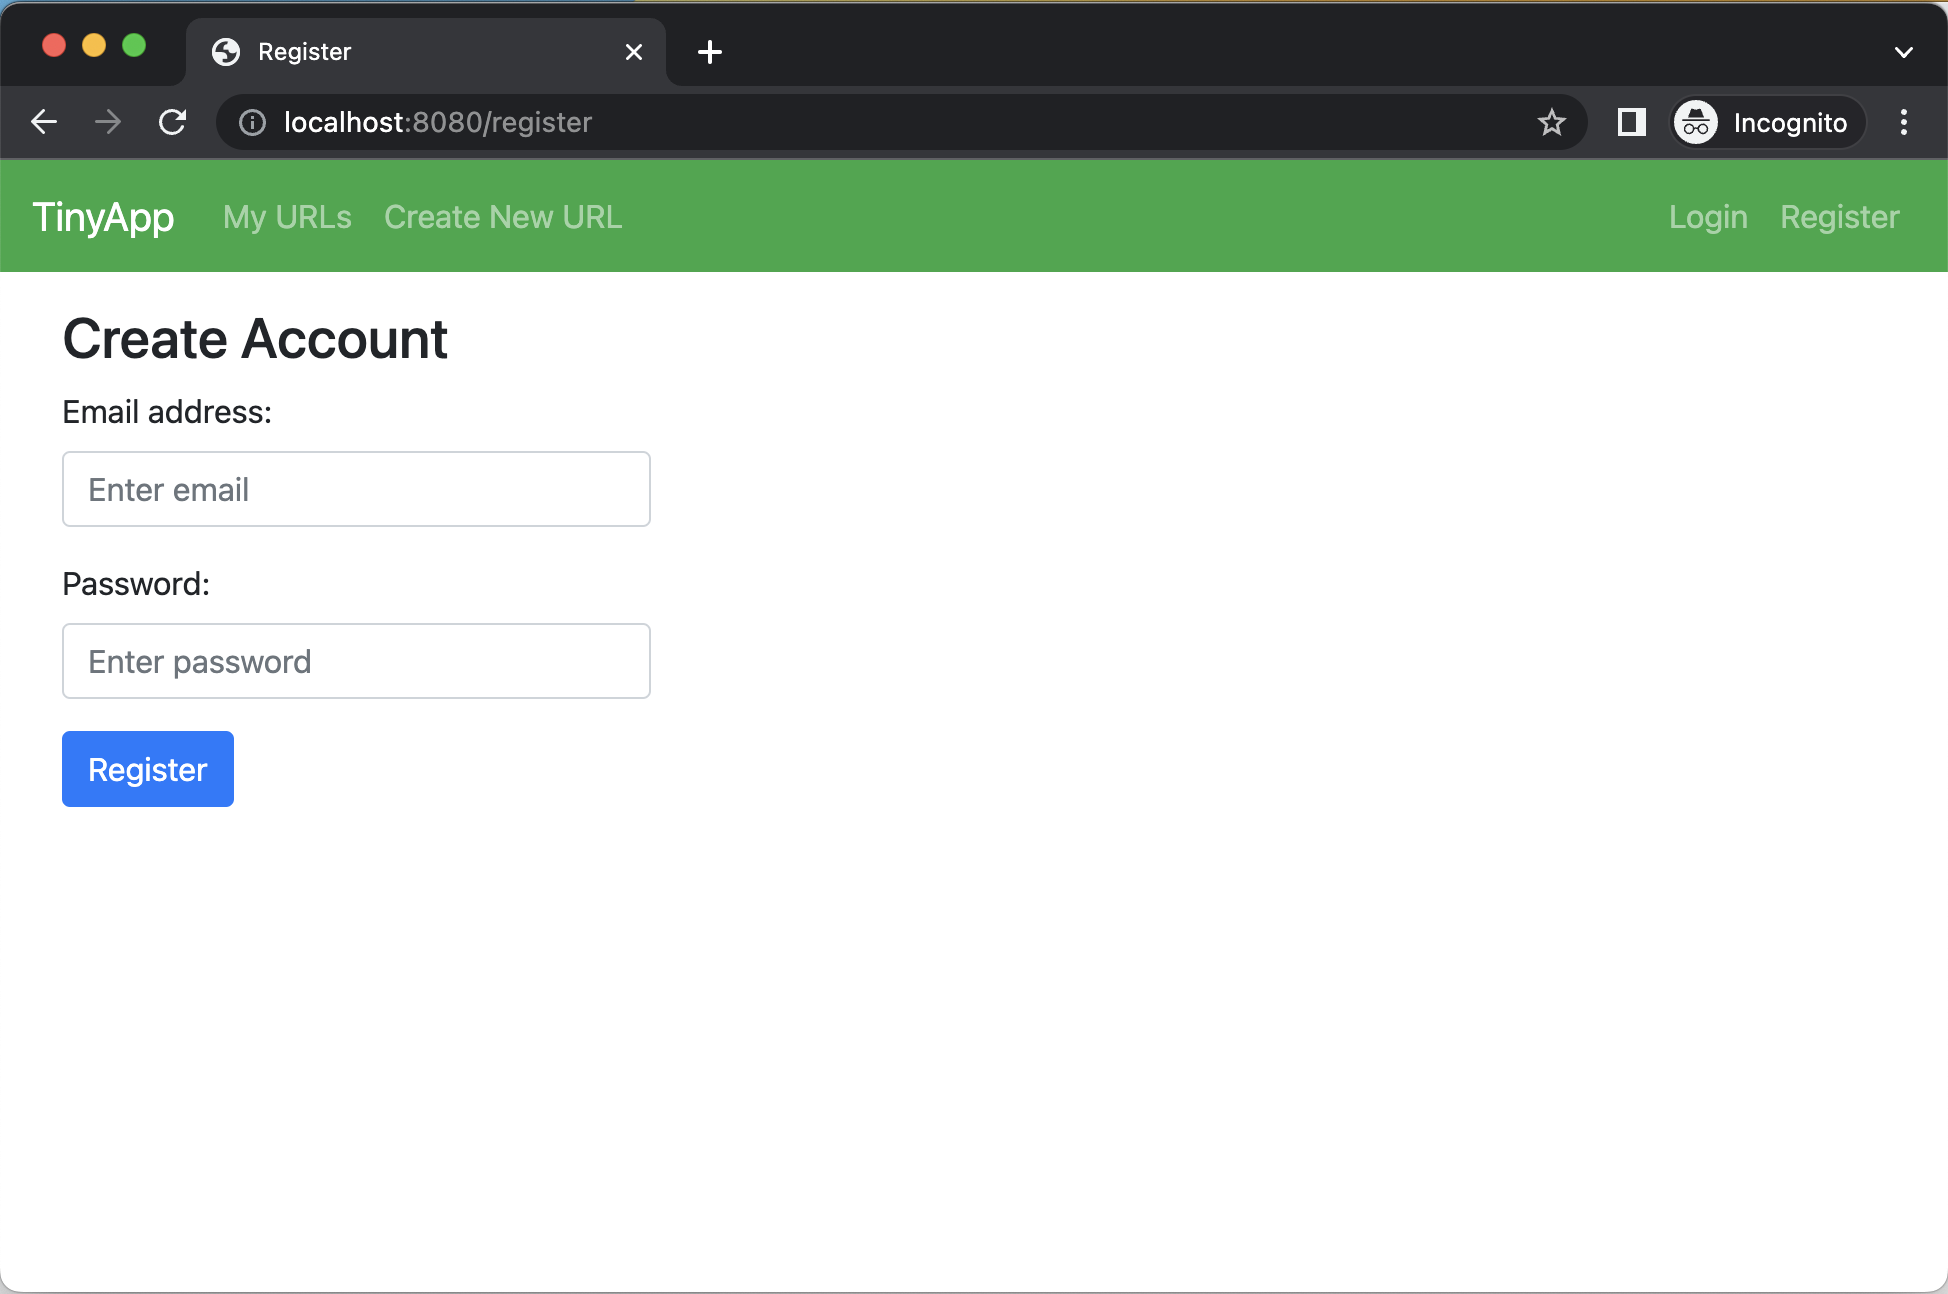 Register
localhost:8080/register
Incognito
TinyApp My URLs Create New URL Login Register
Create Account
Email address:
Enter email
Password:
Enter password
Register